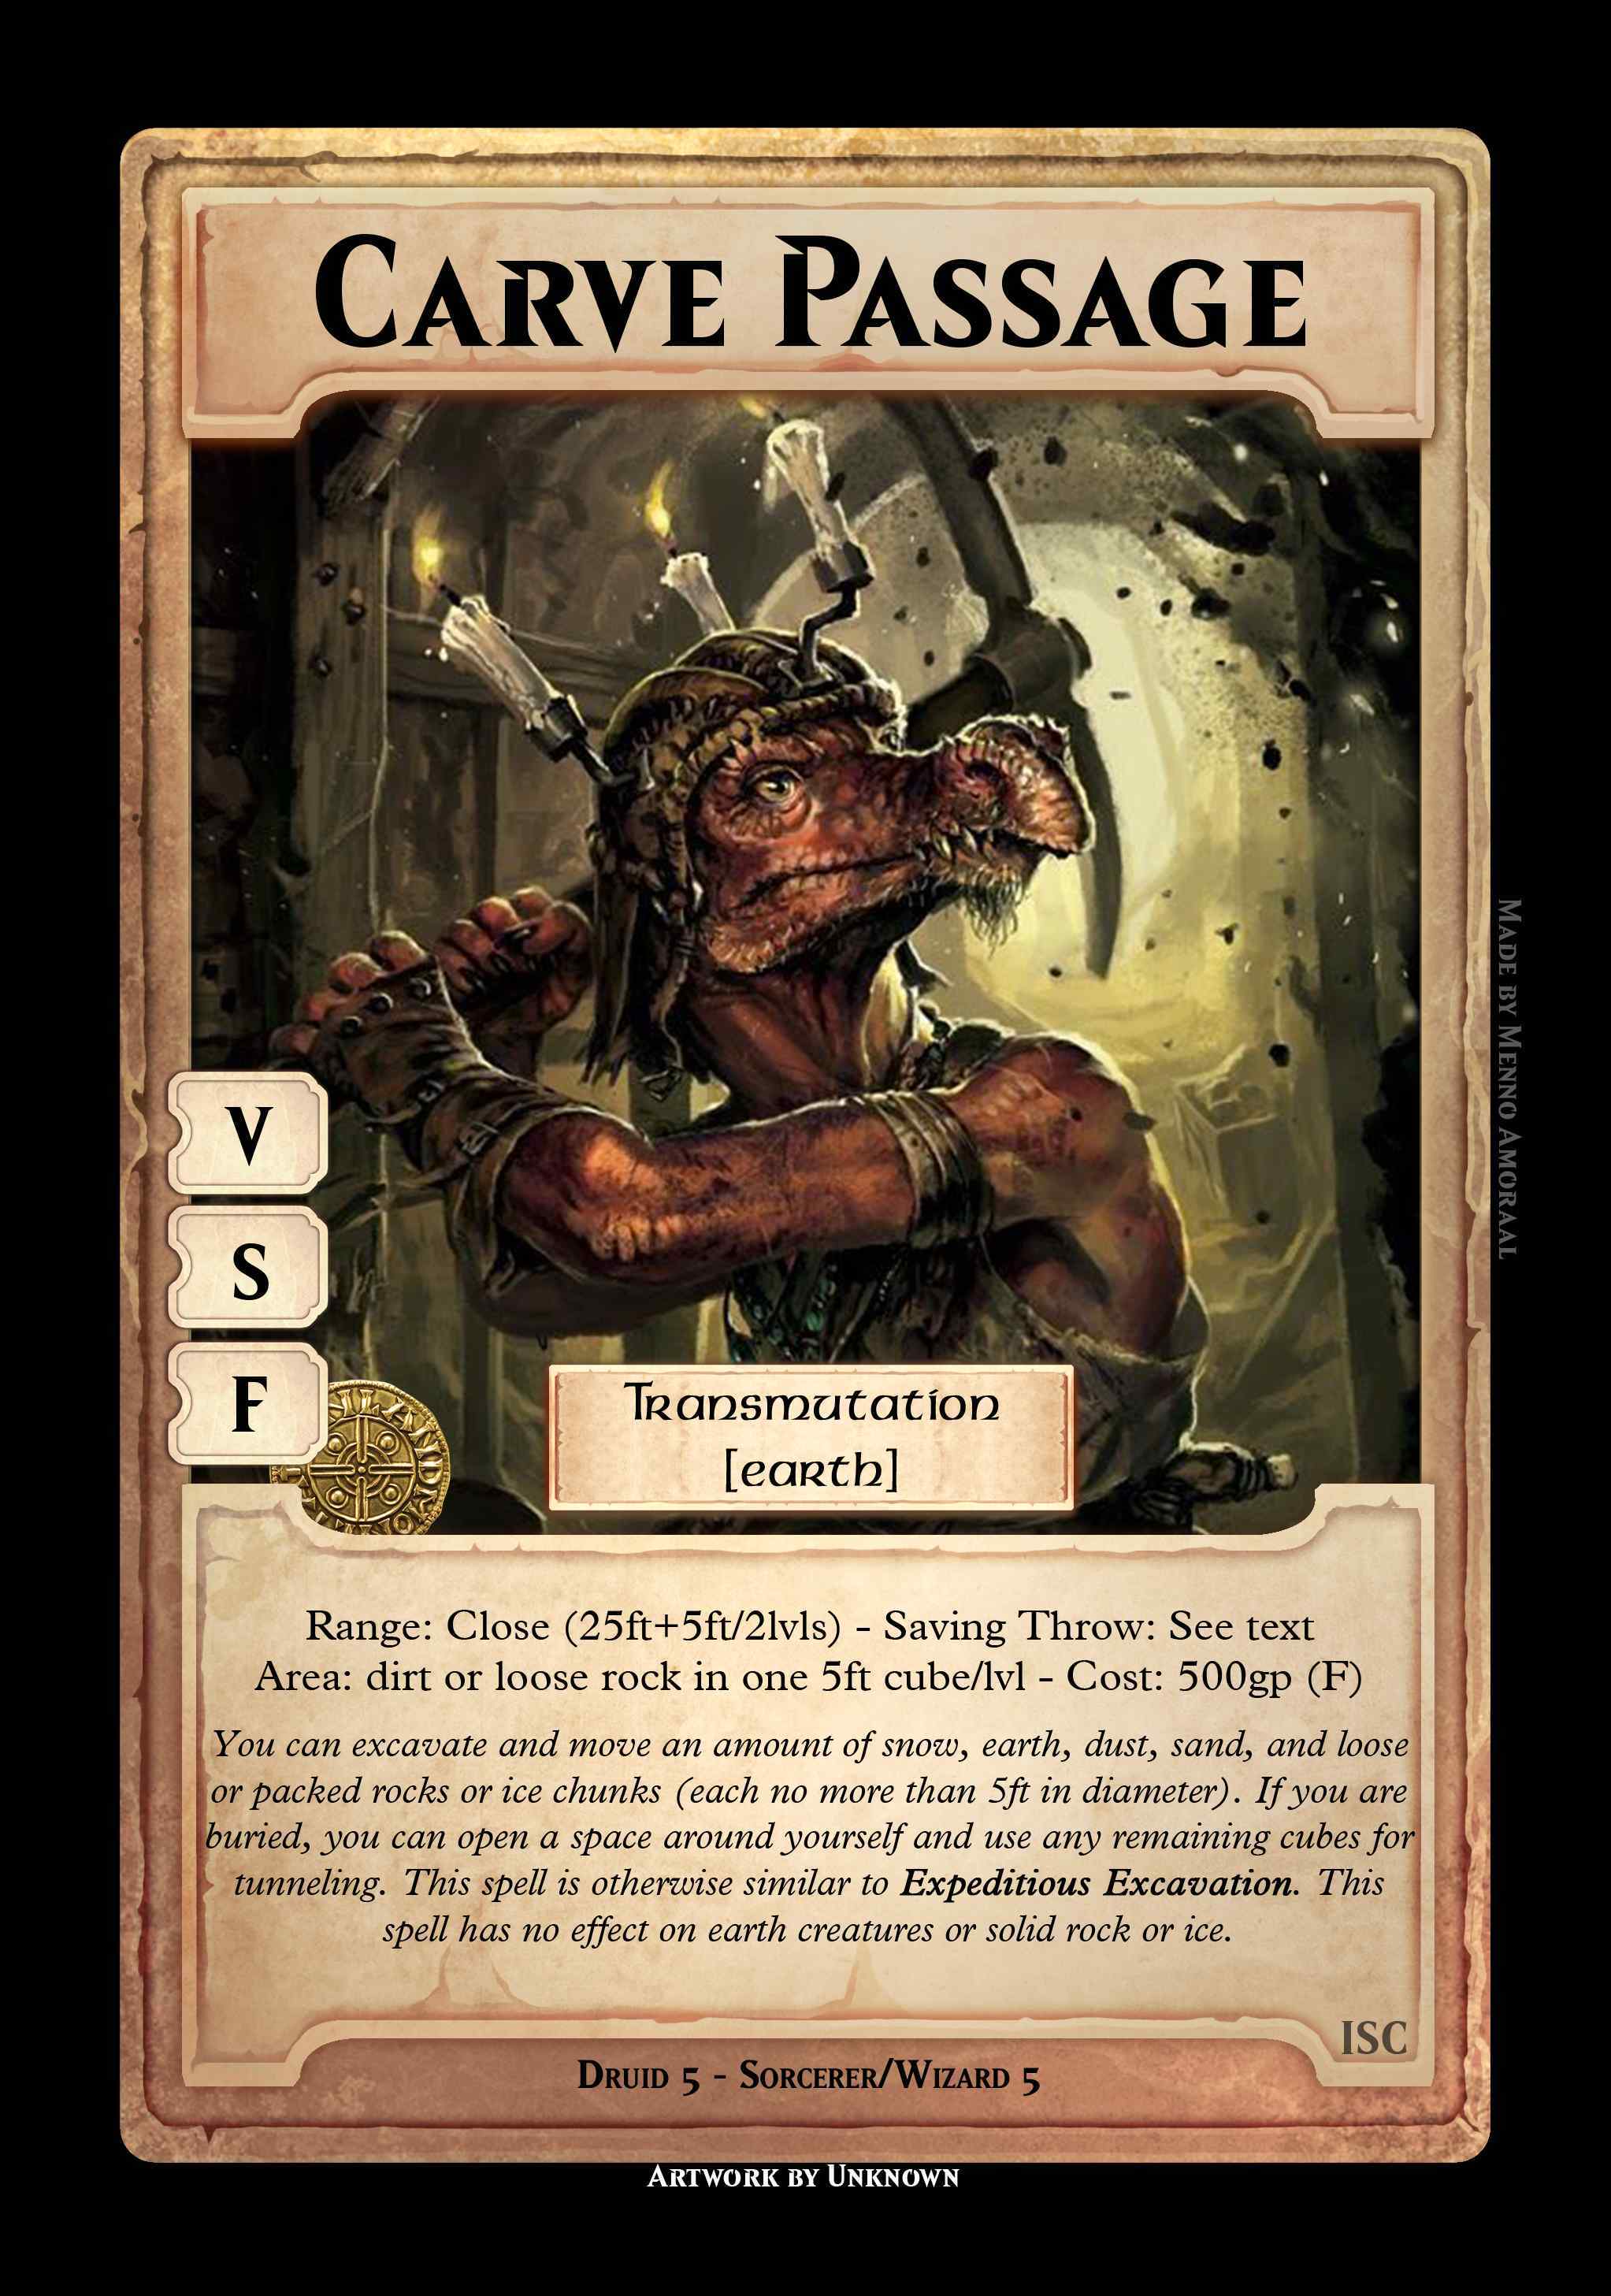 Carve Passage
V
S
F
Transmutation
[earth]
Range: Close (25ft+5ft/2lvls) - Saving Throw: See text
Area: dirt or loose rock in one 5ft cube/lvl - Cost: 500gp (F)
You can excavate and move an amount of snow, earth, dust, sand, and loose
or packed rocks or ice chunks (each no more than 5ft in diameter). If you are
buried, you can open a space around yourself and use any remaining cubes for
tunneling. This spell is otherwise similar to Expeditious Excavation. This
spell has no effect on earth creatures or solid rock or ice.
ISC
Druid 5 - Sorcerer/Wizard 5
Artwork by Unknown
Made by Menno Amoraal